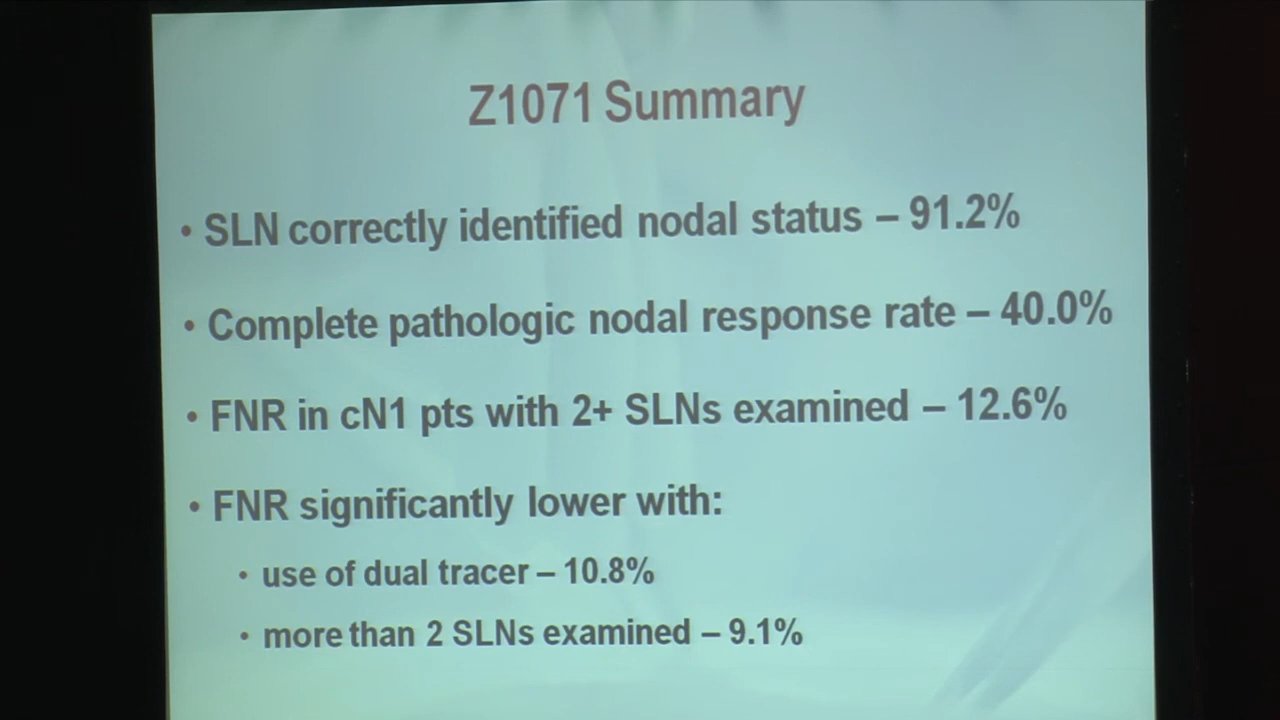 Z1071 Summary
• SLN correctly identified nodal status – 91.2%
• Complete pathologic nodal response rate – 40.0%
• FNR in cN1 pts with 2+ SLNs examined – 12.6%
• FNR significantly lower with:
• use of dual tracer – 10.8%
• more than 2 SLNs examined – 9.1%